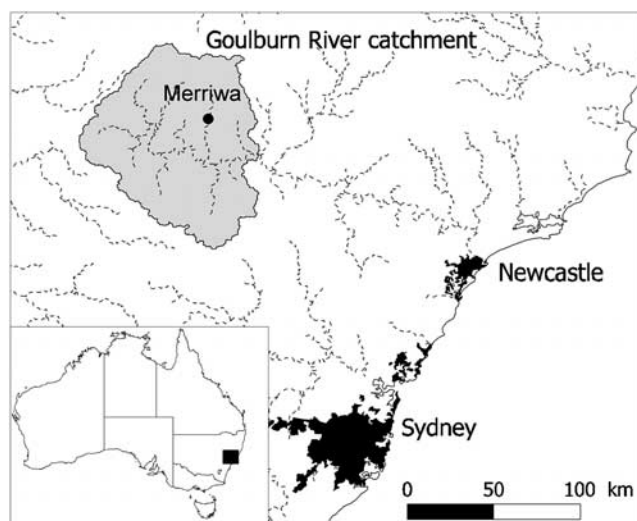 Goulburn River catchment
Merriwa
Newcastle
Sydney
0 50 100 km